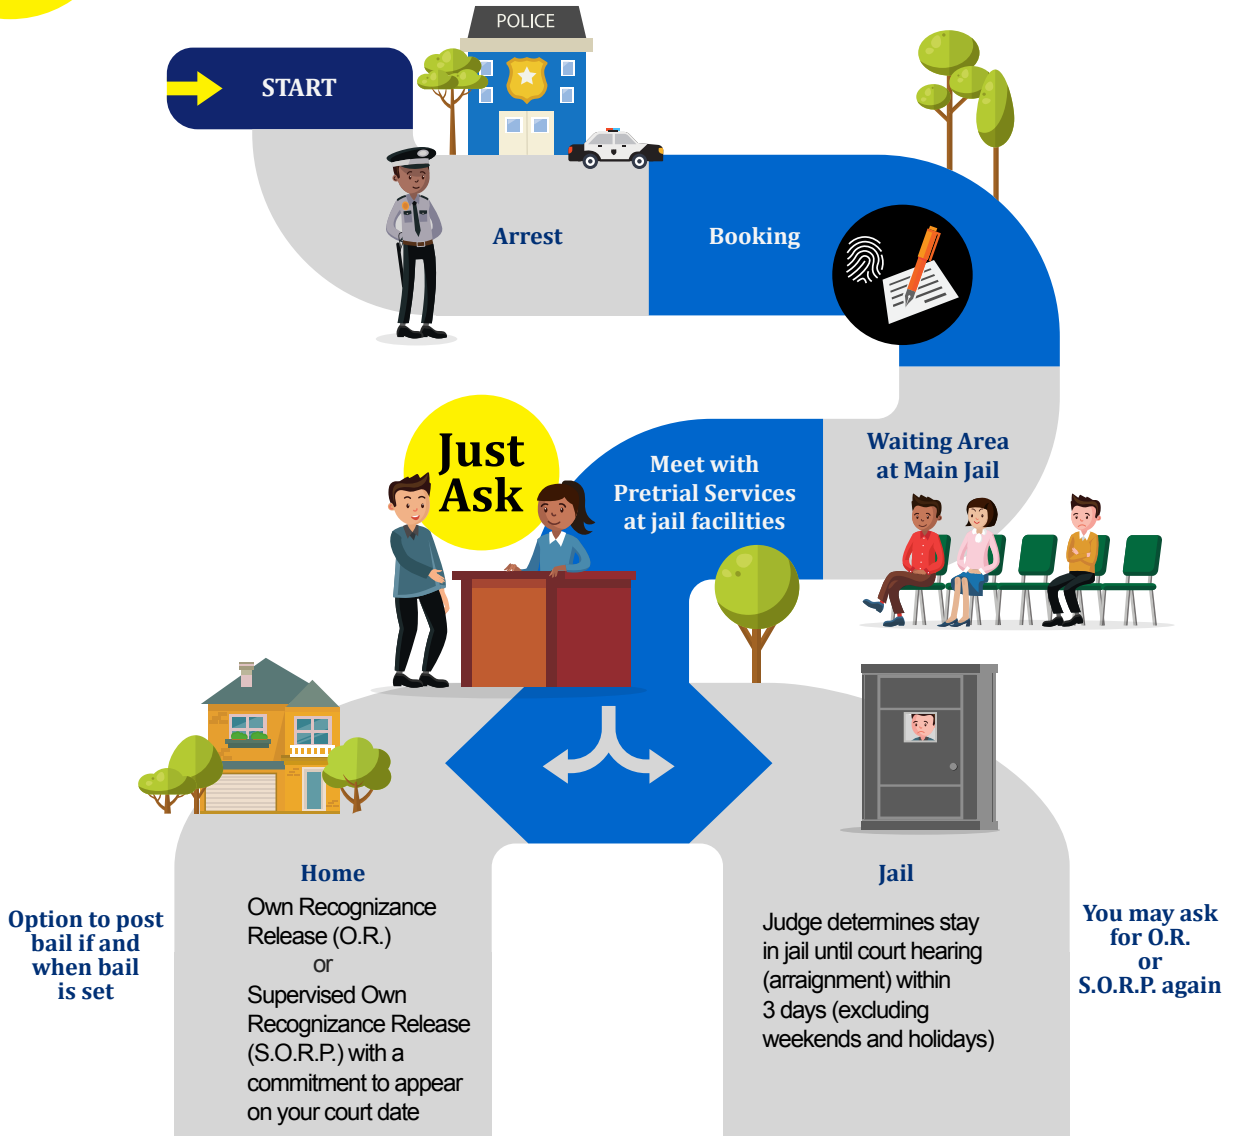 POLICE
START
Arrest
Booking
Waiting Area
at Main Jail
Meet with
Pretrial Services
at jail facilities
Just
Ask
Home
Own Recognizance
Release (O.R.)
or
Supervised Own
Recognizance Release
(S.O.R.P.) with a
commitment to appear
on your court date
Option to post
bail if and
when bail
is set
Jail
Judge determines stay
in jail until court hearing
(arraignment) within
3 days (excluding
weekends and holidays)
You may ask
for O.R.
or
S.O.R.P. again